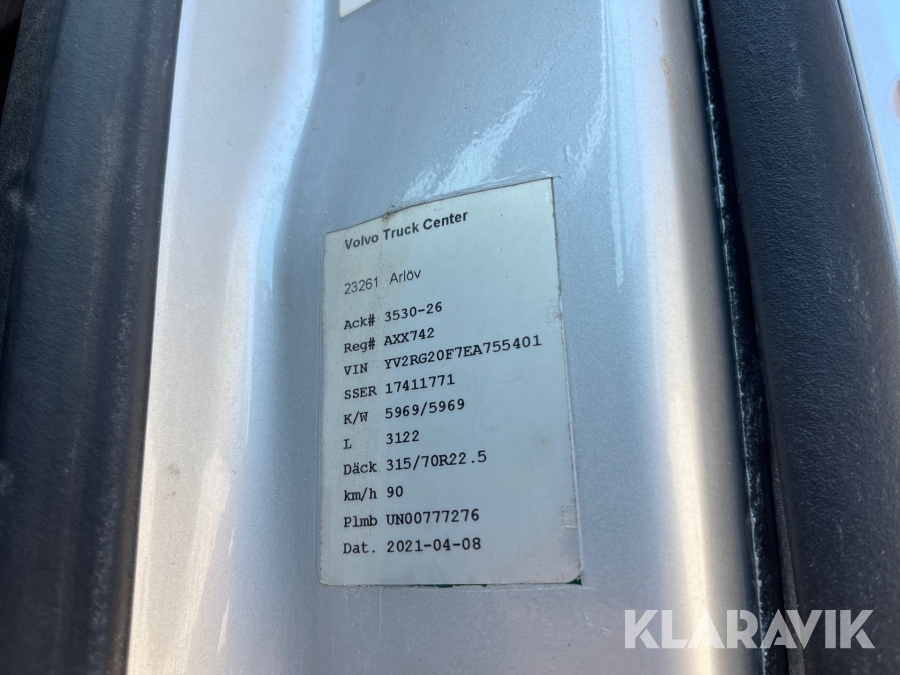 Volvo Truck Center
23261 Arlöv
Ack# 3530-26
Reg# AXX742
VIN YV2RG20F7EA755401
SSER 17411771
K/W 5969/5969
L 3122
Däck 315/70R22.5
km/h 90
Plmb UN00777276
Dat. 2021-04-08
KLARAVIK